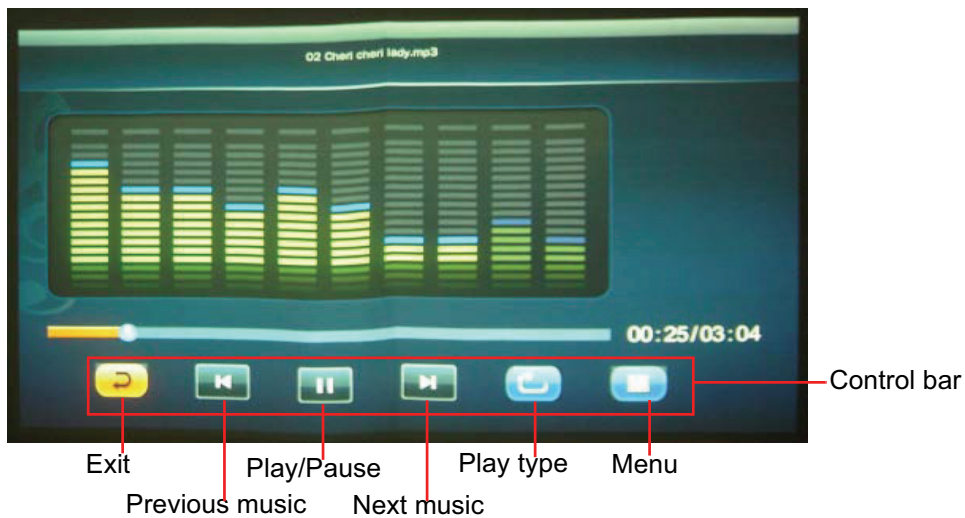 02 Cheri cheri lady.mp3
00:25/03:04
Control bar
Exit
Play/Pause
Play type
Menu
Previous music
Next music